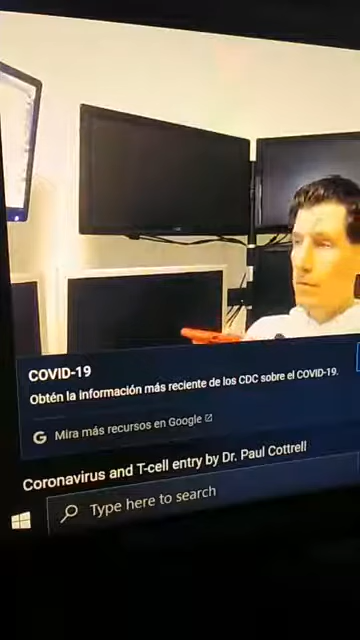 COVID-19
Obtén la información más reciente de los CDC sobre el COVID-19.
G Mira más recursos en Google
Coronavirus and T-cell entry by Dr. Paul Cottrell
Type here to search